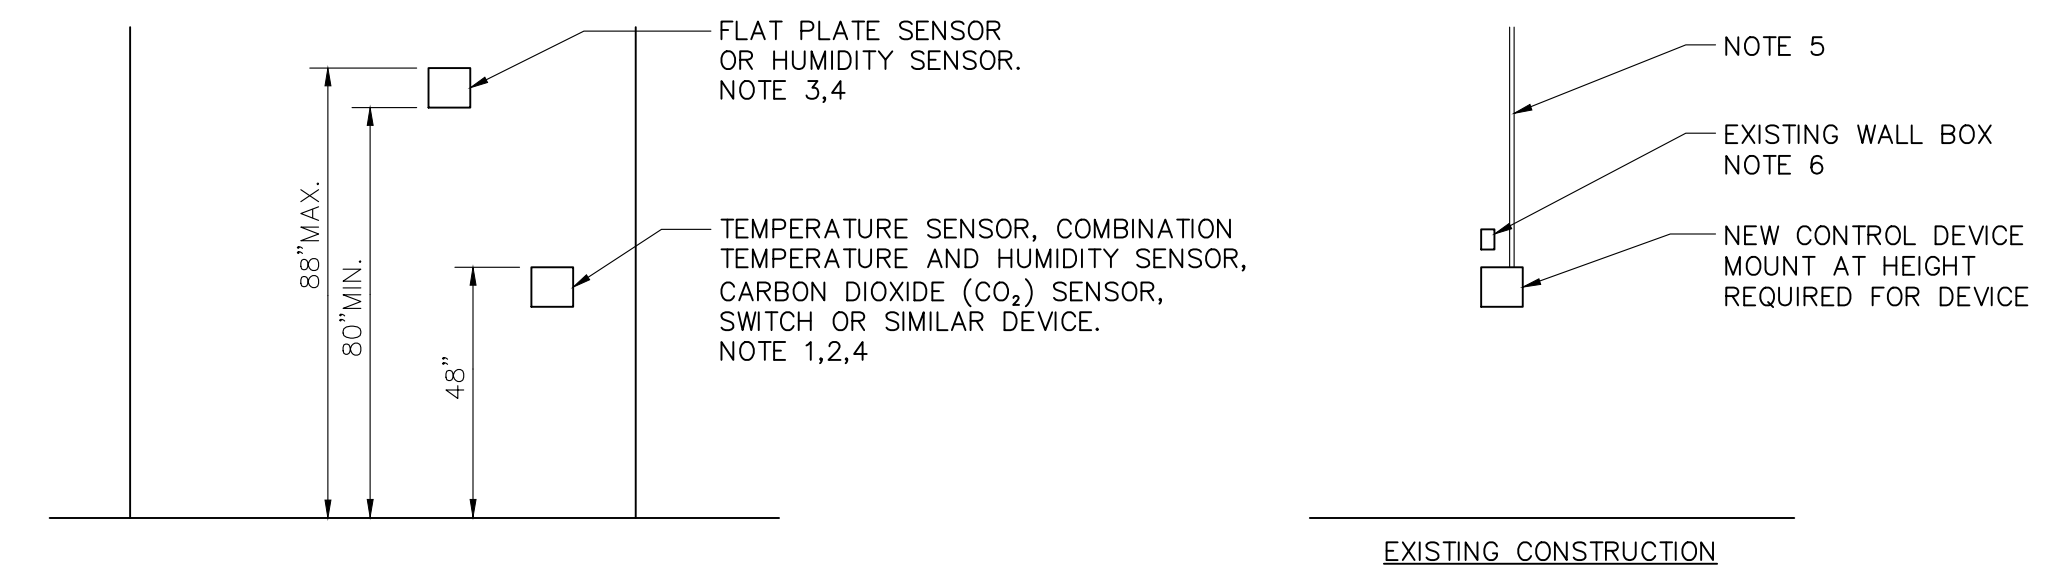 FLAT PLATE SENSOR
OR HUMIDITY SENSOR.
NOTE 3,4
88"MAX.
80"MIN.
48"
TEMPERATURE SENSOR, COMBINATION
TEMPERATURE AND HUMIDITY SENSOR,
CARBON DIOXIDE (CO₂) SENSOR,
SWITCH OR SIMILAR DEVICE.
NOTE 1,2,4
NOTE 5
EXISTING WALL BOX
NOTE 6
NEW CONTROL DEVICE
MOUNT AT HEIGHT
REQUIRED FOR DEVICE
EXISTING CONSTRUCTION